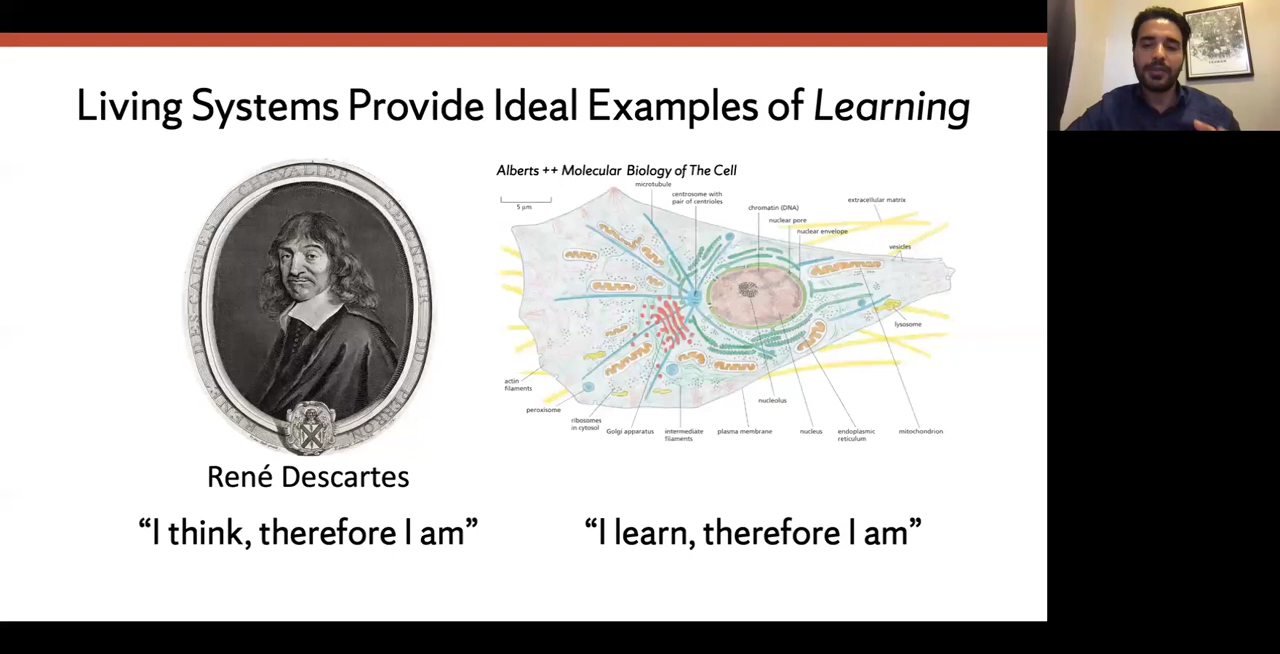 Living Systems Provide Ideal Examples of Learning
Alberts ++ Molecular Biology of The Cell
microtubule
centrosome with
pair of centrioles
5 µm
chromatin (DNA)
nuclear pore
nuclear envelope
extracellular matrix
vesicles
lysosome
actin
filaments
peroxisome
ribosomes
in cytosol
Golgi apparatus
intermediate
filaments
plasma membrane
nucleolus
nucleus
endoplasmic
reticulum
mitochondrion
René Descartes
“I think, therefore I am”
“I learn, therefore I am”